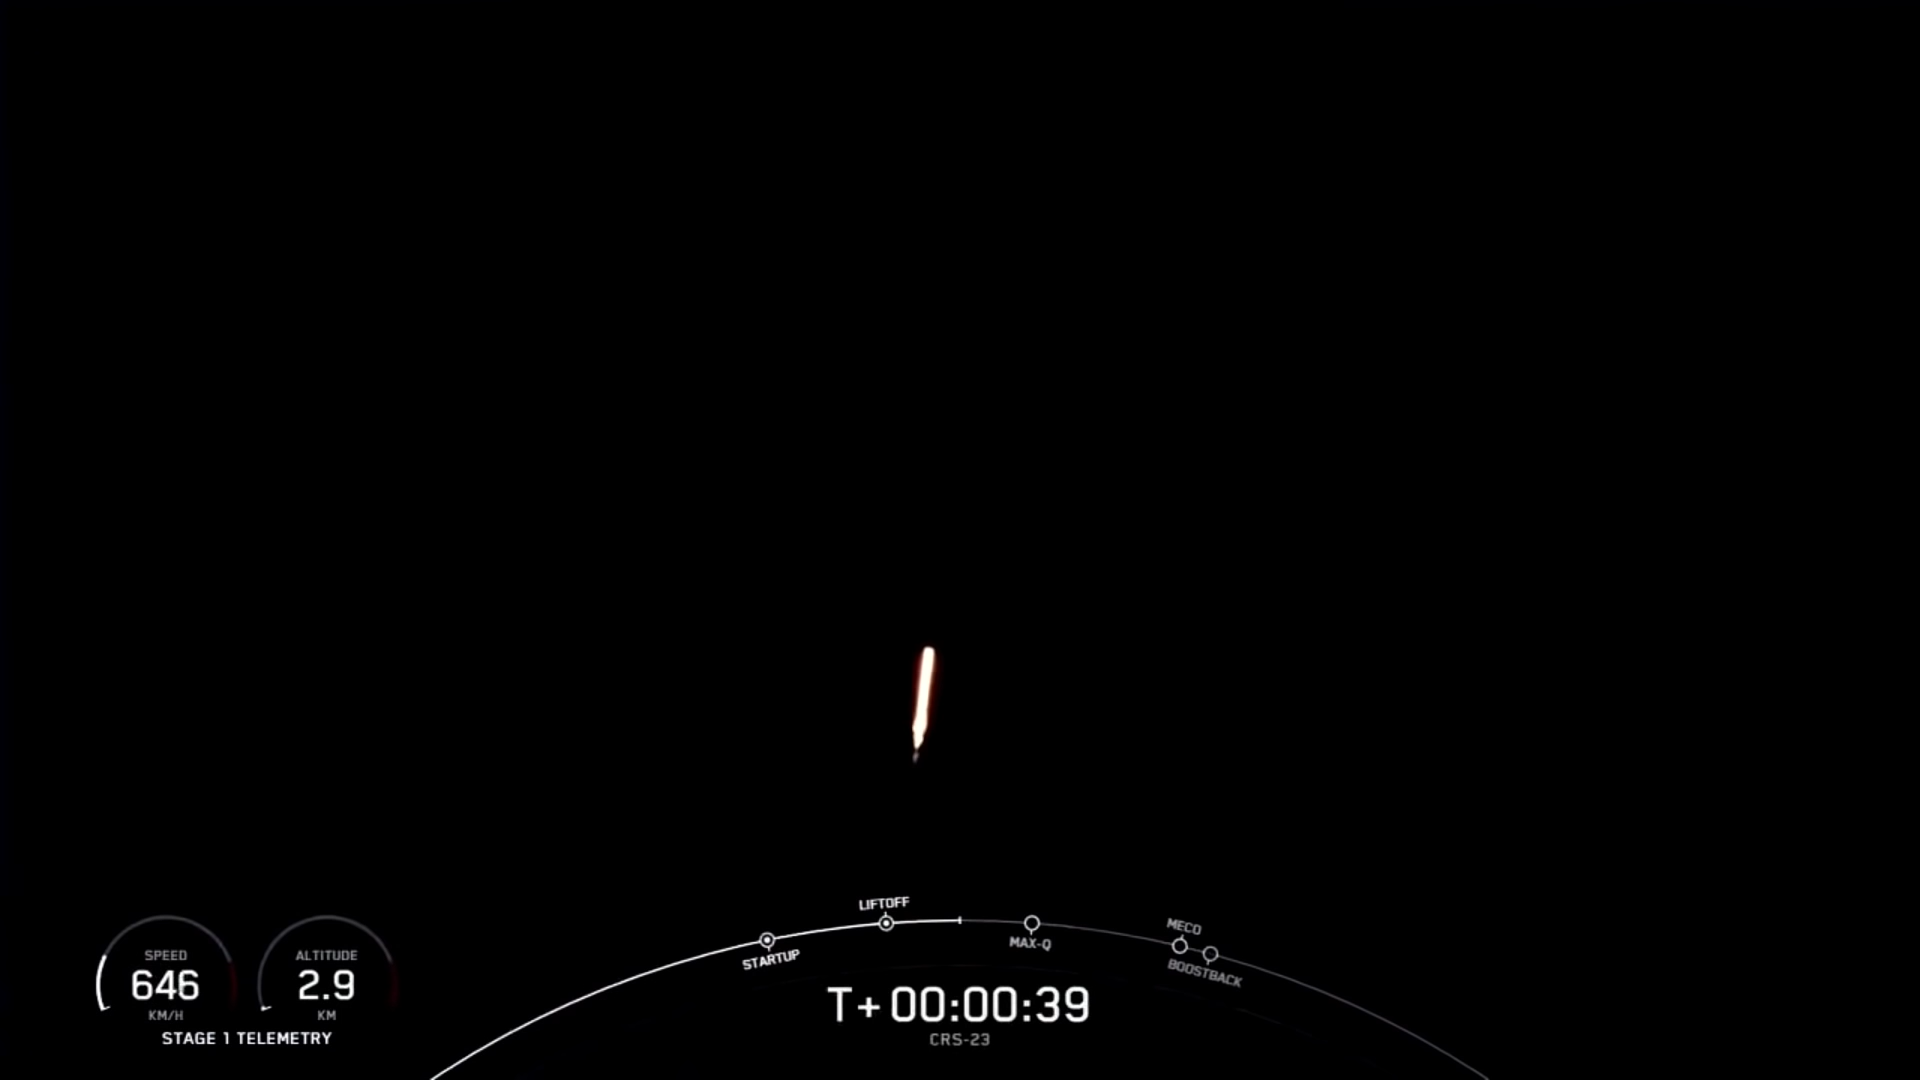 LIFTOFF
STARTUP
MAX-Q
MECO
BOOSTBACK
SPEED
646
KM/H
ALTITUDE
2.9
KM
STAGE 1 TELEMETRY
T+ 00:00:39
CRS-23